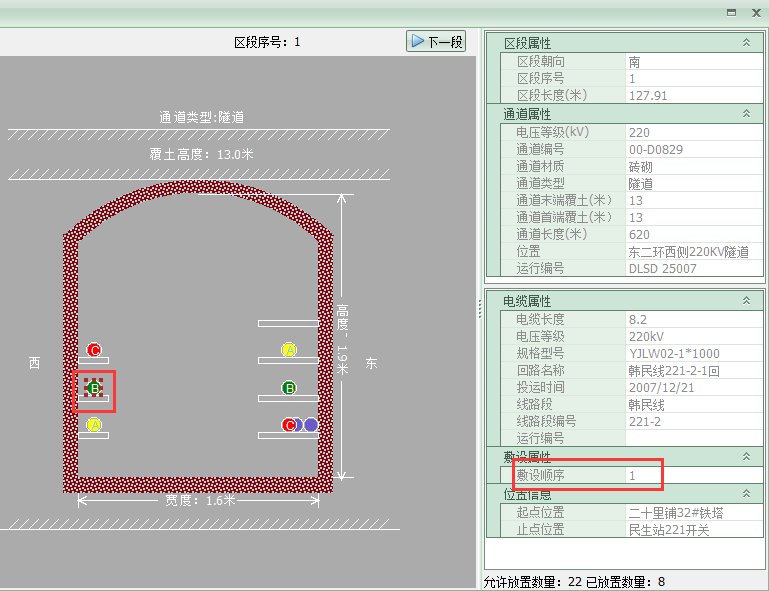 区段序号：1
下一段
通道类型:隧道
覆土高度：13.0米
高度：1.9米
西
东
C
A
B
B
A
C
宽度：1.6米
区段属性
区段朝向 南
区段序号 1
区段长度(米) 127.91
通道属性
电压等级(kV) 220
通道编号 00-D0829
通道材质 砖砌
通道类型 隧道
通道末端覆土(米) 13
通道首端覆土(米) 13
通道长度(米) 620
位置 东二环西侧220KV隧道
运行编号 DLSD 25007
电缆属性
电缆长度 8.2
电压等级 220kV
规格型号 YJLW02-1*1000
回路名称 韩民线221-2-1回
投运时间 2007/12/21
线路段 韩民线
线路段编号 221-2
运行编号
敷设属性
敷设顺序 1
位置信息
起点位置 二十里铺32#铁塔
止点位置 民生站221开关
允许放置数量：22 已放置数量：8